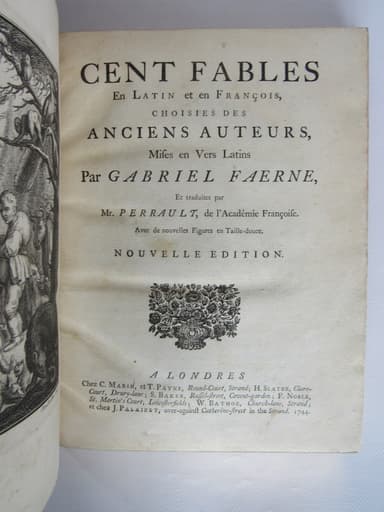 CENT FABLES
En LATIN et en FRANÇOIS,
CHOISIES DES
ANCIENS AUTEURS,
Mises en Vers Latins
Par GABRIEL FAERNE,
Et traduites par
Mr. PERRAULT, de l'Académie Françoise.
Avec de nouvelles Figures en Taille-douce.
NOUVELLE EDITION.
A LONDRES
Chez C. MARSH, et T. PAYNE, Round-Court, Strand; H. SLATER, Clare-
Court, Drury-lane; S. BAKER, Russel-street, Covent-garden; F. NOBLE,
St. Martin's Court, Leicester-fields; W. BATHOE, Church-lane, Strand;
et chez J. PALAIRET, over-against Catherine-street in the Strand. 1744.